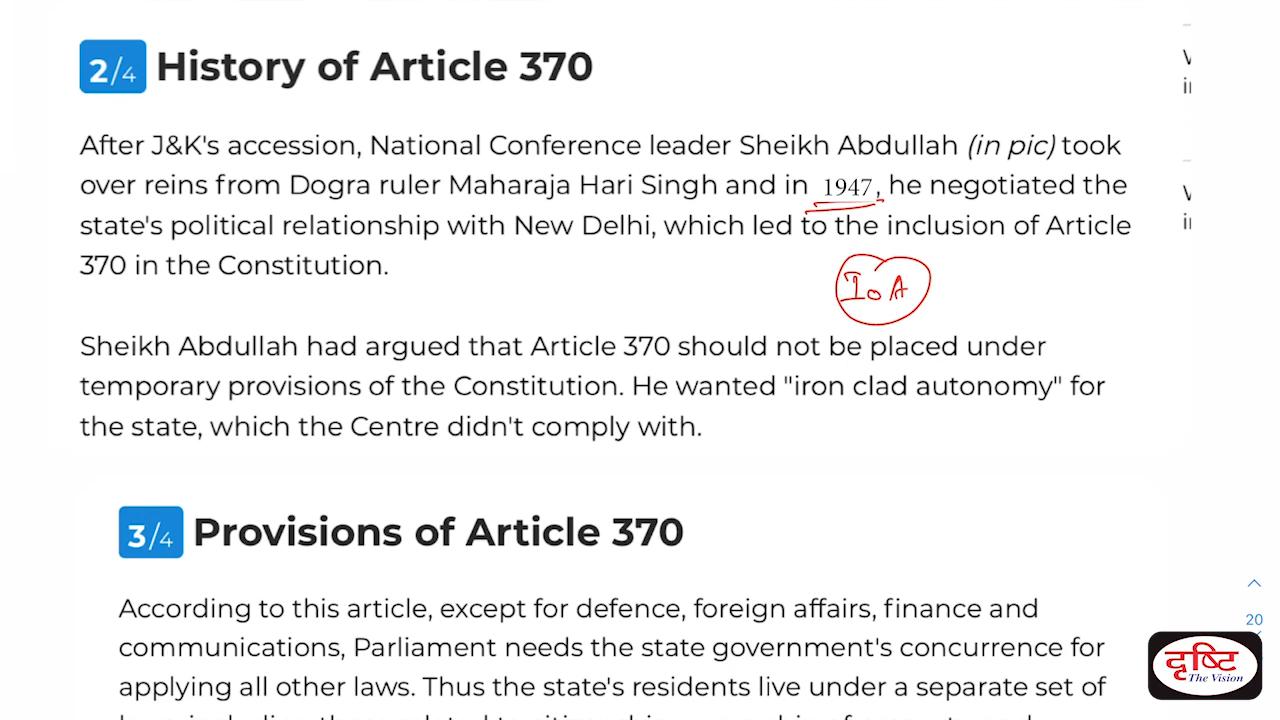 2/4 History of Article 370
After J&K's accession, National Conference leader Sheikh Abdullah (in pic) took
over reins from Dogra ruler Maharaja Hari Singh and in 1947, he negotiated the
state's political relationship with New Delhi, which led to the inclusion of Article
370 in the Constitution.
IoA
Sheikh Abdullah had argued that Article 370 should not be placed under
temporary provisions of the Constitution. He wanted "iron clad autonomy" for
the state, which the Centre didn't comply with.
3/4 Provisions of Article 370
According to this article, except for defence, foreign affairs, finance and
communications, Parliament needs the state government's concurrence for
applying all other laws. Thus the state's residents live under a separate set of
20
दृष्टि
The Vision